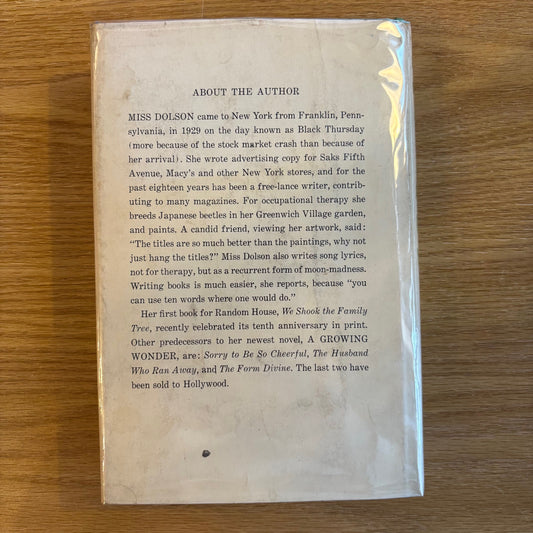 ABOUT THE AUTHOR
MISS DOLSON came to New York from Franklin, Penn-
sylvania, in 1929 on the day known as Black Thursday
(more because of the stock market crash than because of
her arrival). She wrote advertising copy for Saks Fifth
Avenue, Macy's and other New York stores, and for the
past eighteen years has been a free-lance writer, contrib-
uting to many magazines. For occupational therapy she
breeds Japanese beetles in her Greenwich Village garden,
and paints. A candid friend, viewing her artwork, said:
"The titles are so much better than the paintings, why not
just hang the titles?" Miss Dolson also writes song lyrics,
not for therapy, but as a recurrent form of moon-madness.
Writing books is much easier, she reports, because "you
can use ten words where one would do."
Her first book for Random House, We Shook the Family
Tree, recently celebrated its tenth anniversary in print.
Other predecessors to her newest novel, A GROWING
WONDER, are: Sorry to Be So Cheerful, The Husband
Who Ran Away, and The Form Divine. The last two have
been sold to Hollywood.